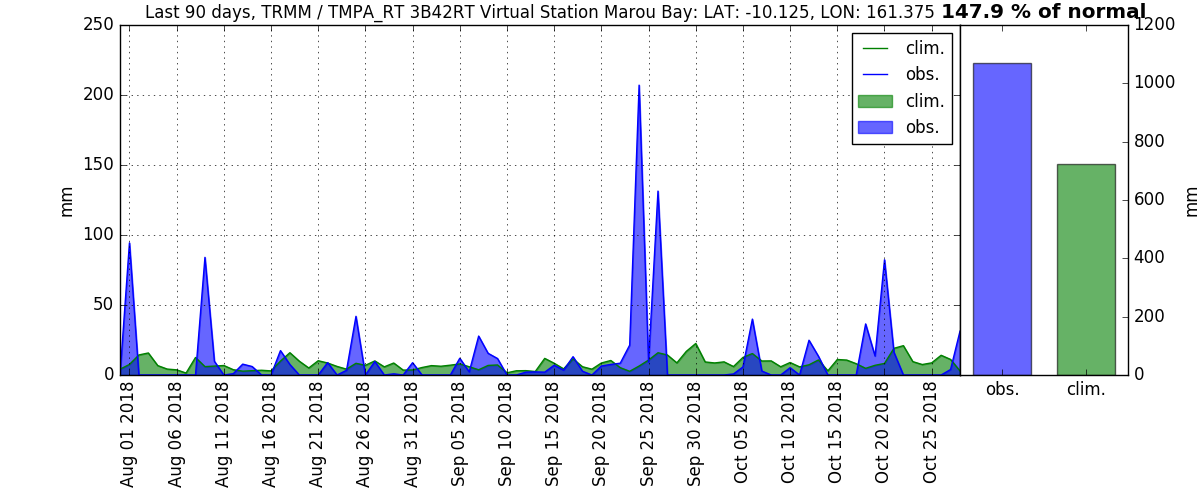 Last 90 days, TRMM / TMPA_RT 3B42RT Virtual Station Marou Bay: LAT: -10.125, LON: 161.375 147.9 % of normal
250
200
150
100
50
0
mm
clim.
obs.
clim.
obs.
Aug 01 2018
Aug 06 2018
Aug 11 2018
Aug 16 2018
Aug 21 2018
Aug 26 2018
Aug 31 2018
Sep 05 2018
Sep 10 2018
Sep 15 2018
Sep 20 2018
Sep 25 2018
Sep 30 2018
Oct 05 2018
Oct 10 2018
Oct 15 2018
Oct 20 2018
Oct 25 2018
1200
1000
800
600
400
200
0
mm
obs. clim.